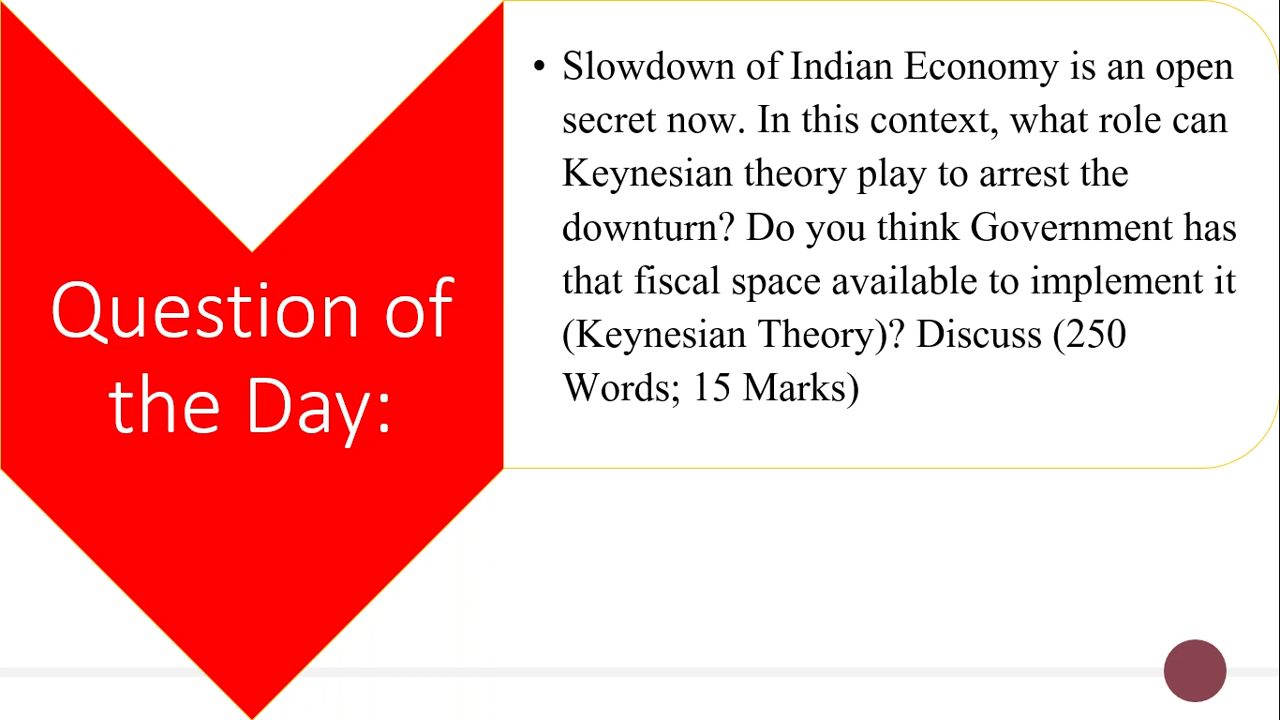 Question of
the Day:
• Slowdown of Indian Economy is an open
secret now. In this context, what role can
Keynesian theory play to arrest the
downturn? Do you think Government has
that fiscal space available to implement it
(Keynesian Theory)? Discuss (250
Words; 15 Marks)